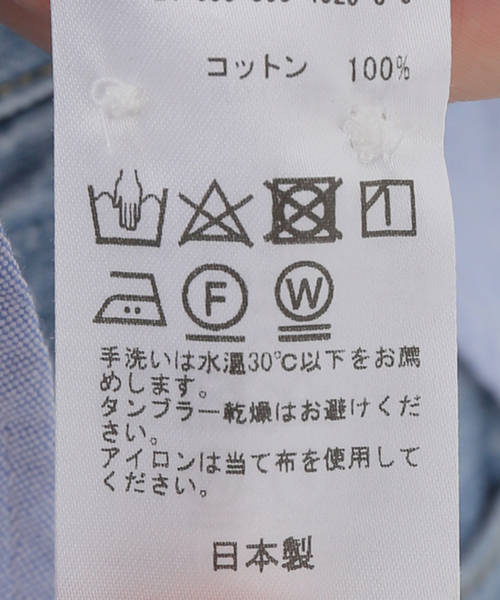 コットン 100%
F W
手洗いは水温30℃以下をお薦
めします。
タンブラー乾燥はお避けくだ
さい。
アイロンは当て布を使用して
ください。
日本製